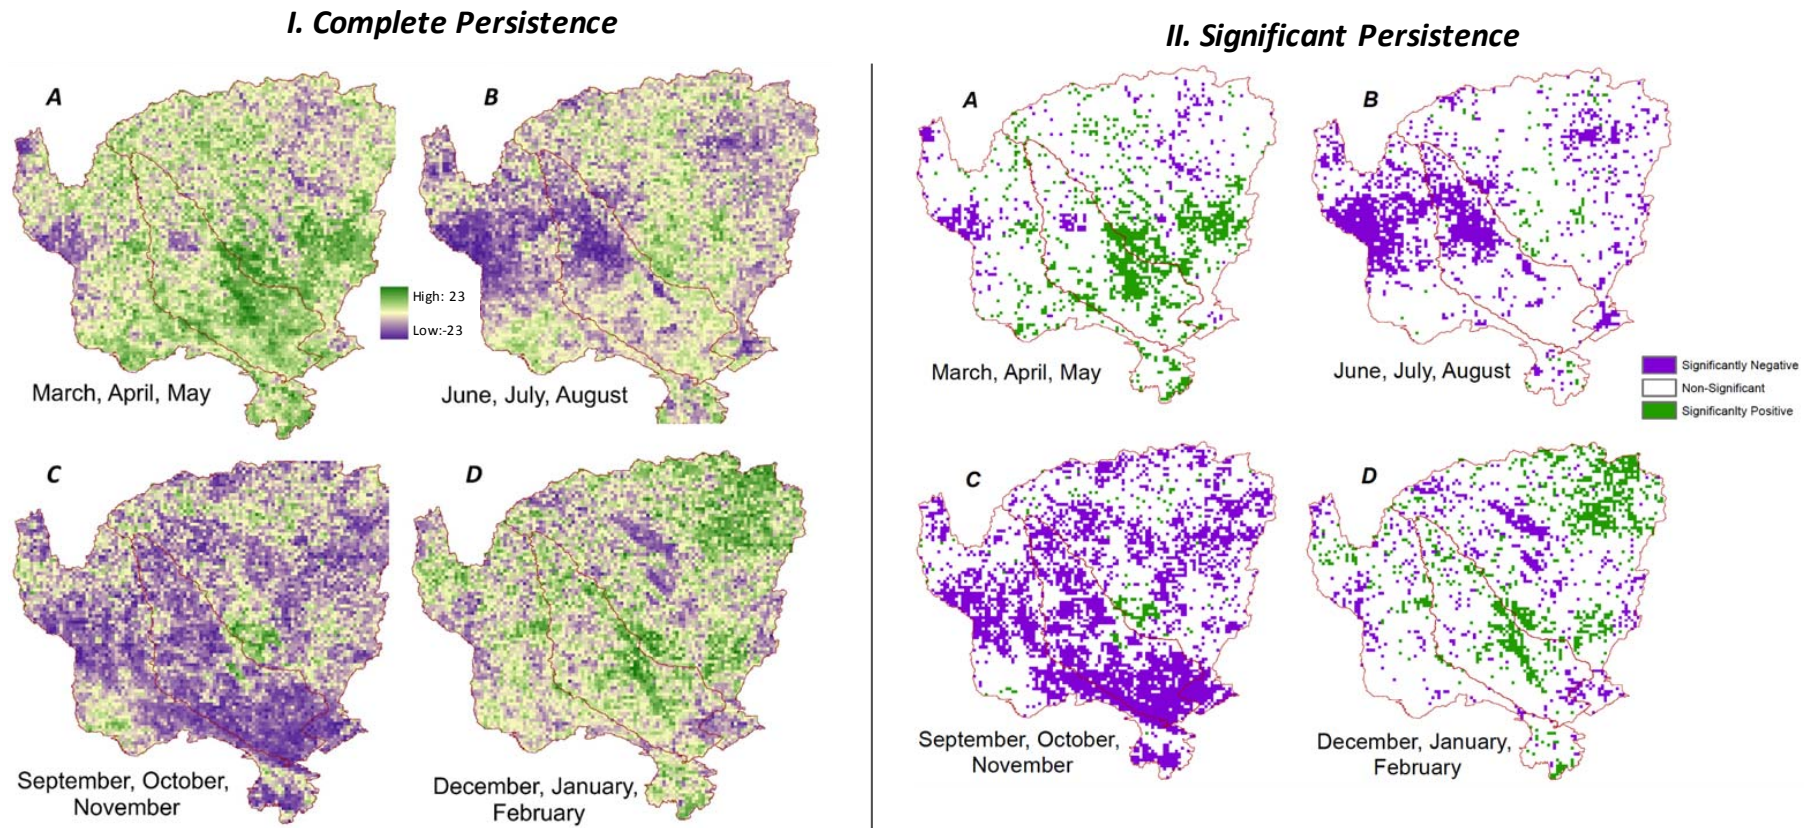 I. Complete Persistence
II. Significant Persistence
A
B
High: 23
Low:-23
March, April, May
June, July, August
C
D
September, October,
November
December, January,
February
A
B
March, April, May
June, July, August
Significantly Negative
Non-Significant
Significanlty Positive
C
D
September, October,
November
December, January,
February